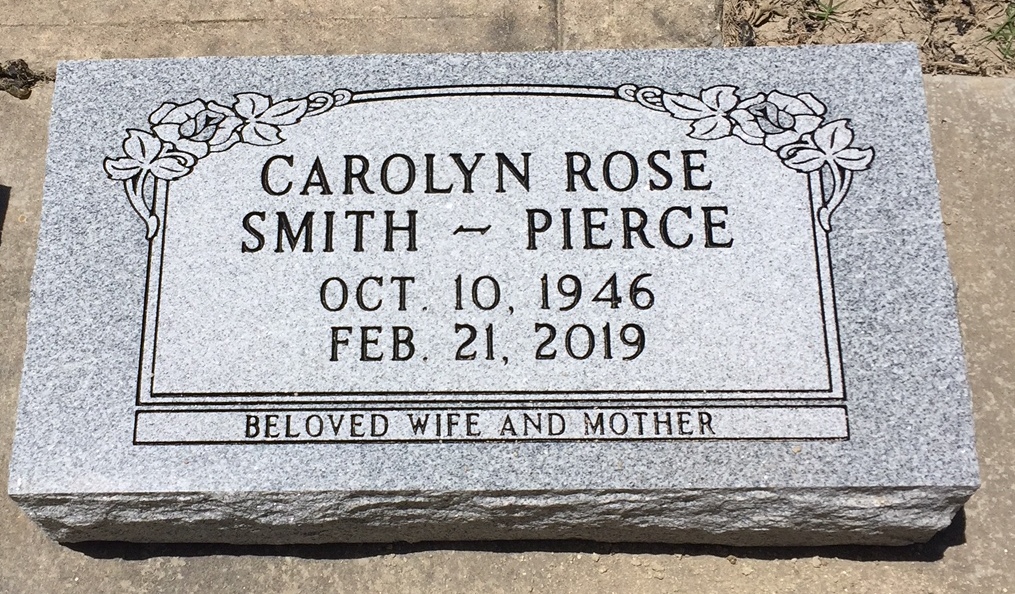 CAROLYN ROSE
SMITH ~ PIERCE
OCT. 10, 1946
FEB. 21, 2019
BELOVED WIFE AND MOTHER